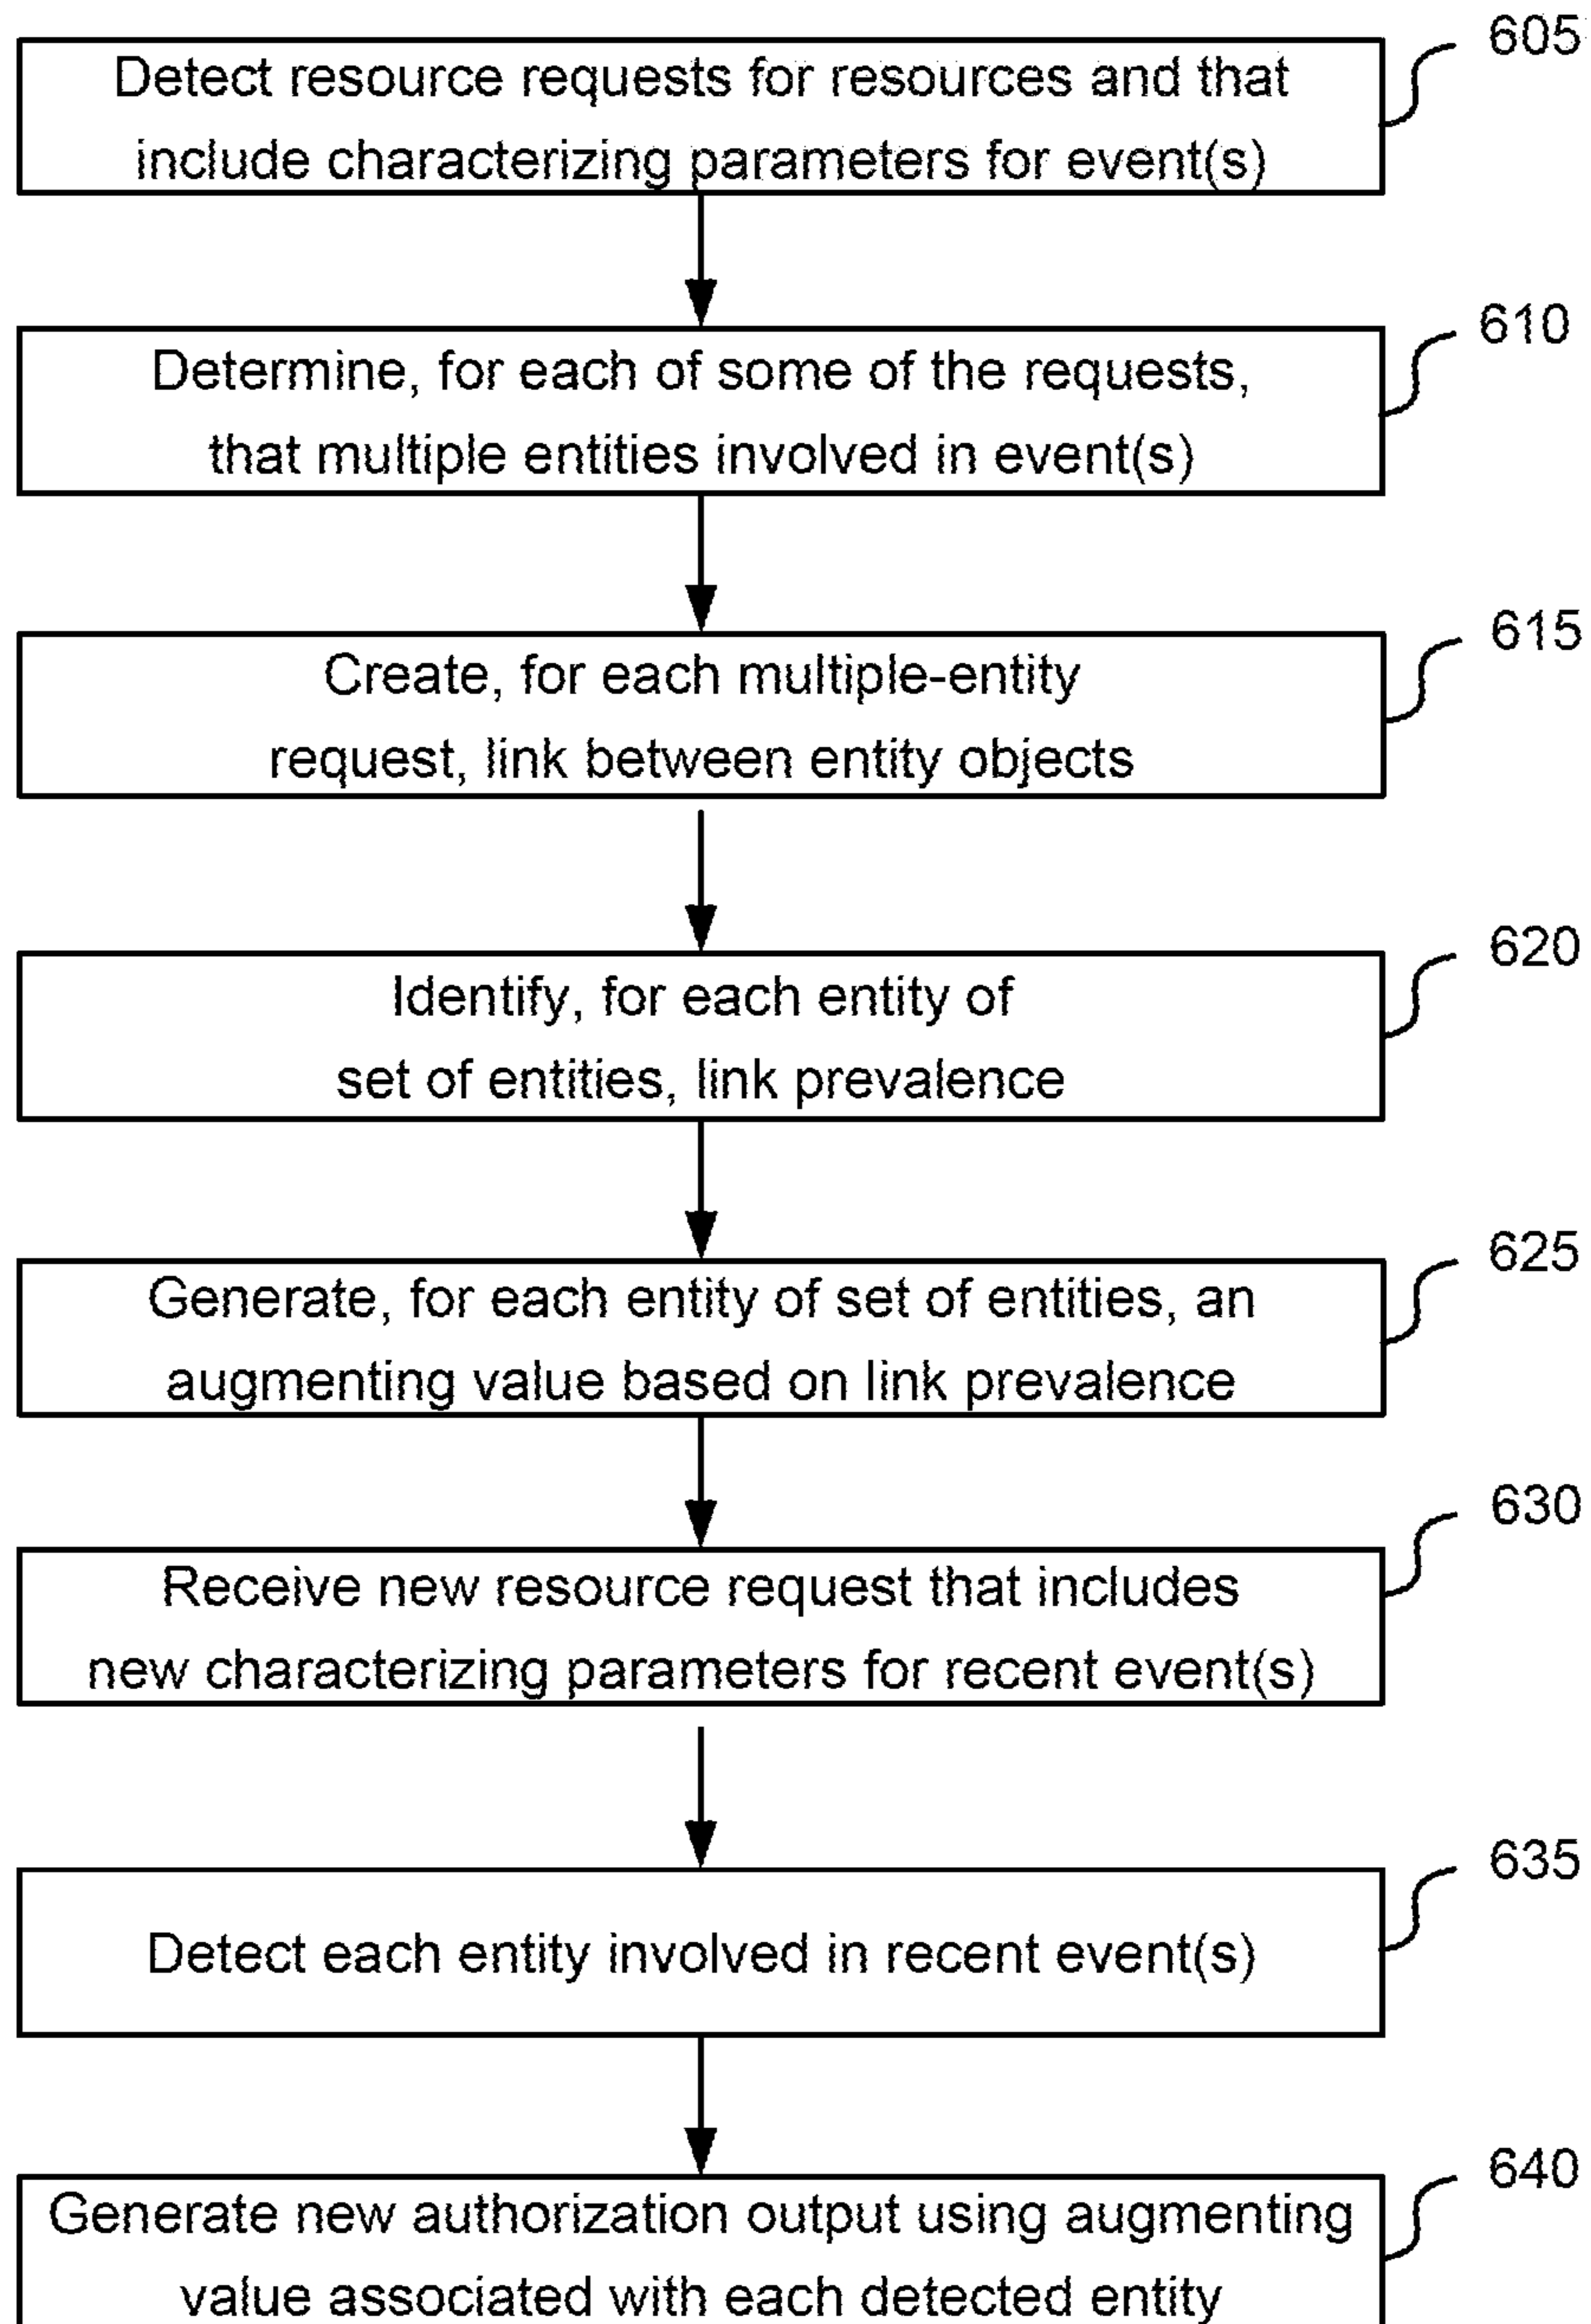 605
Detect resource requests for resources and that
include characterizing parameters for event(s)
610
Determine, for each of some of the requests,
that multiple entities involved in event(s)
615
Create, for each multiple-entity
request, link between entity objects
620
Identify, for each entity of
set of entities, link prevalence
625
Generate, for each entity of set of entities, an
augmenting value based on link prevalence
630
Receive new resource request that includes
new characterizing parameters for recent event(s)
635
Detect each entity involved in recent event(s)
640
Generate new authorization output using augmenting
value associated with each detected entity